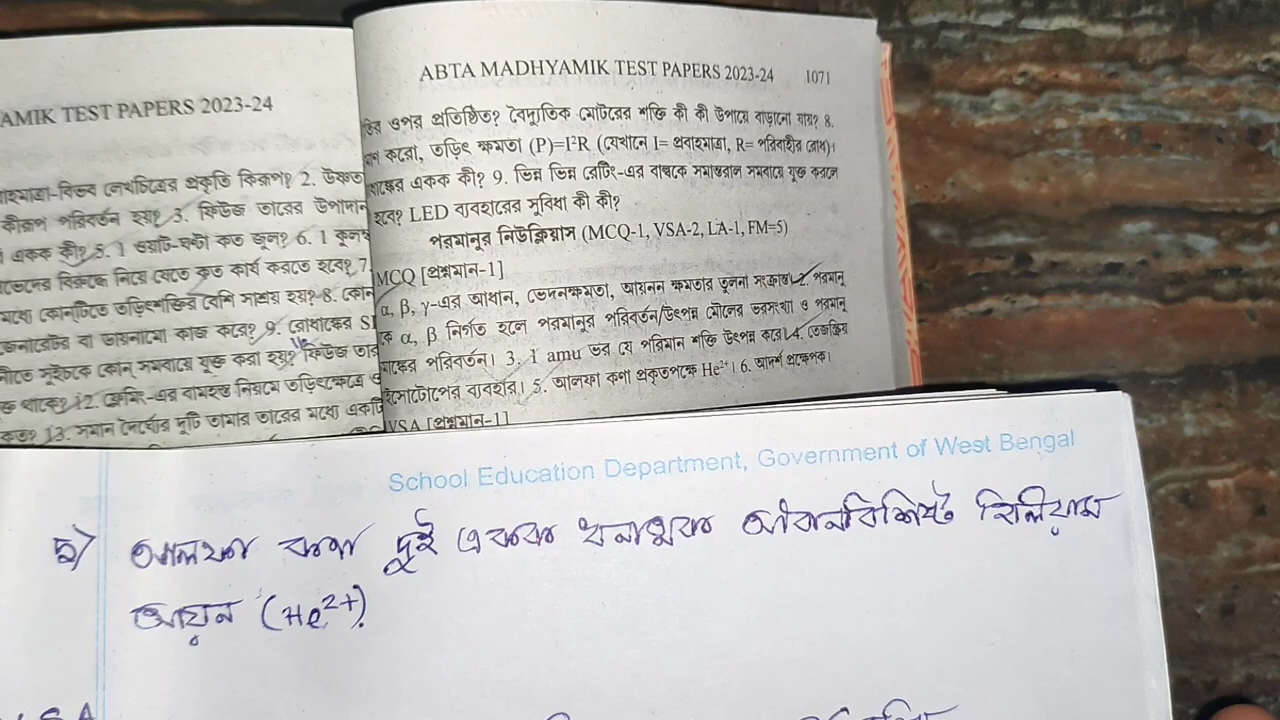 AMIK TEST PAPERS 2023-24
ABTA MADHYAMIK TEST PAPERS 2023-24 1071
ওপর প্রতিষ্ঠিত? বৈদ্যুতিক মোটরের শক্তি কী কী উপায়ে বাড়ানো যায়? 8.
করো, তড়িৎ ক্ষমতা (P)=I²R (যেখানে I= প্রবাহমাত্রা, R= পরিবাহীর রোধ)।
একক কী? 9. ভিন্ন ভিন্ন রেটিং-এর বাল্বকে সমান্তরাল সমবায়ে যুক্ত করলে
হবে? LED ব্যবহারের সুবিধা কী কী?
পরমাণুর নিউক্লিয়াস (MCQ-1, VSA-2, LA-1, FM=5)
MCQ [প্রশ্নমান-1]
α, β, γ-এর আধান, ভেদনক্ষমতা, আয়নন ক্ষমতার তুলনা সংক্রান্ত। 2. পরমাণু
α, β নির্গত হলে পরমাণুর পরিবর্তন/উৎপন্ন মৌলের ভরসংখ্যা ও পরমাণু
পরিবর্তন। 3. 1 amu ভর যে পরিমান শক্তি উৎপন্ন করে। 4. তেজষ্ক্রিয়
ব্যবহার। 5. আলফা কণা প্রকৃতপক্ষে He²⁺। 6. আদর্শ প্রক্ষেপক।
VSA [প্রশ্নমান-1]
লেখচিত্রের প্রকৃতি কিরূপ? 2. উষ্ণতা
পরিবর্তন হয়? 3. ফিউজ তারের উপাদান
একক কী? 5. 1 ওয়াট-ঘণ্টা কত জুল? 6. 1 কুলম্ব
বিরুদ্ধে নিয়ে যেতে কত কার্য করতে হবে? 7.
মধ্যে কোনটিতে তড়িৎশক্তির বেশি সাশ্রয় হয়? 8. কোন
জেনারেটর বা ডায়নামো কাজ করে? 9. রোধাঙ্কের SI
সুইচকে কোন্ সমবায়ে যুক্ত করা হয়? ফিউজ তার
থাকে? 12. ফ্লেমিং-এর বামহস্ত নিয়মে তড়িৎক্ষেত্রে
কত? 13. সমান দৈর্ঘ্যের দুটি তামার তারের মধ্যে একটি
School Education Department, Government of West Bengal
৫) আলফা কণা দুই একক ধনাত্মক আধানবিশিষ্ট হিলিয়াম
আয়ন (He²⁺).